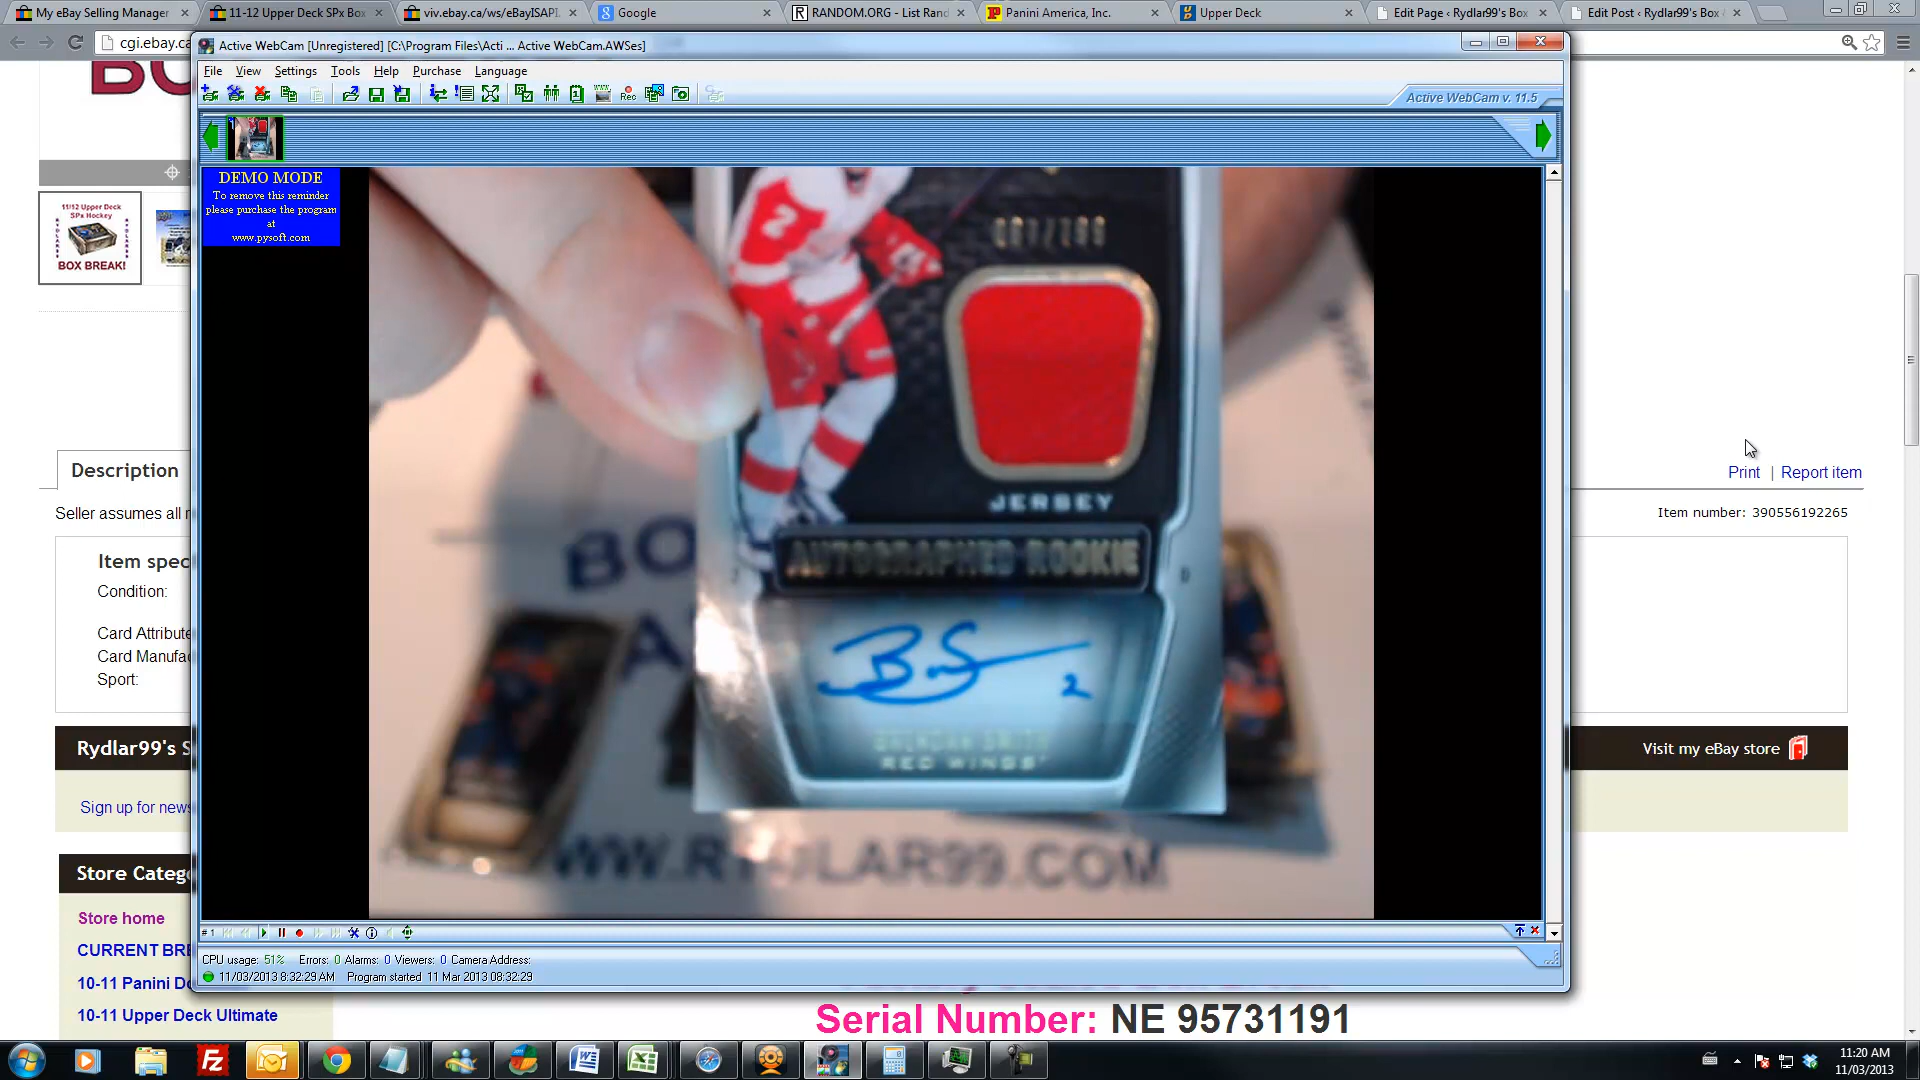 My eBay Selling Manager
11-12 Upper Deck SPx Box
viv.ebay.ca/ws/eBayISAPI.
Google
RANDOM.ORG - List Rand
Panini America, Inc.
Upper Deck
Edit Page ‹ Rydlar99's Box
Edit Post ‹ Rydlar99's Box
cgi.ebay.ca
Active WebCam [Unregistered] [C:\Program Files\Acti ... Active WebCam.AWSes]
File View Settings Tools Help Purchase Language
Rec
Active WebCam v. 11.5
DEMO MODE
To remove this reminder
please purchase the program
at
www.pysoft.com
11/12 Upper Deck
SPx Hockey
BOX BREAK!
2
JERSEY
AUTOGRAPHED ROOKIE
2
RED WINGS
WWW.RYDLAR99.COM
Description
Print | Report item
Seller assumes all
Item number: 390556192265
Item spec
Condition:
Card Attribute
Card Manufa
Sport:
Rydlar99's S
Visit my eBay store
Sign up for news
Store Catego
Store home
CURRENT BRE
10-11 Panini Do
10-11 Upper Deck Ultimate
#1
CPU usage: 51% Errors: 0 Alarms: 0 Viewers: 0 Camera Address:
11/03/2013 8:32:29 AM Program started 11 Mar 2013 08:32:29
Serial Number: NE 95731191
11:20 AM
11/03/2013